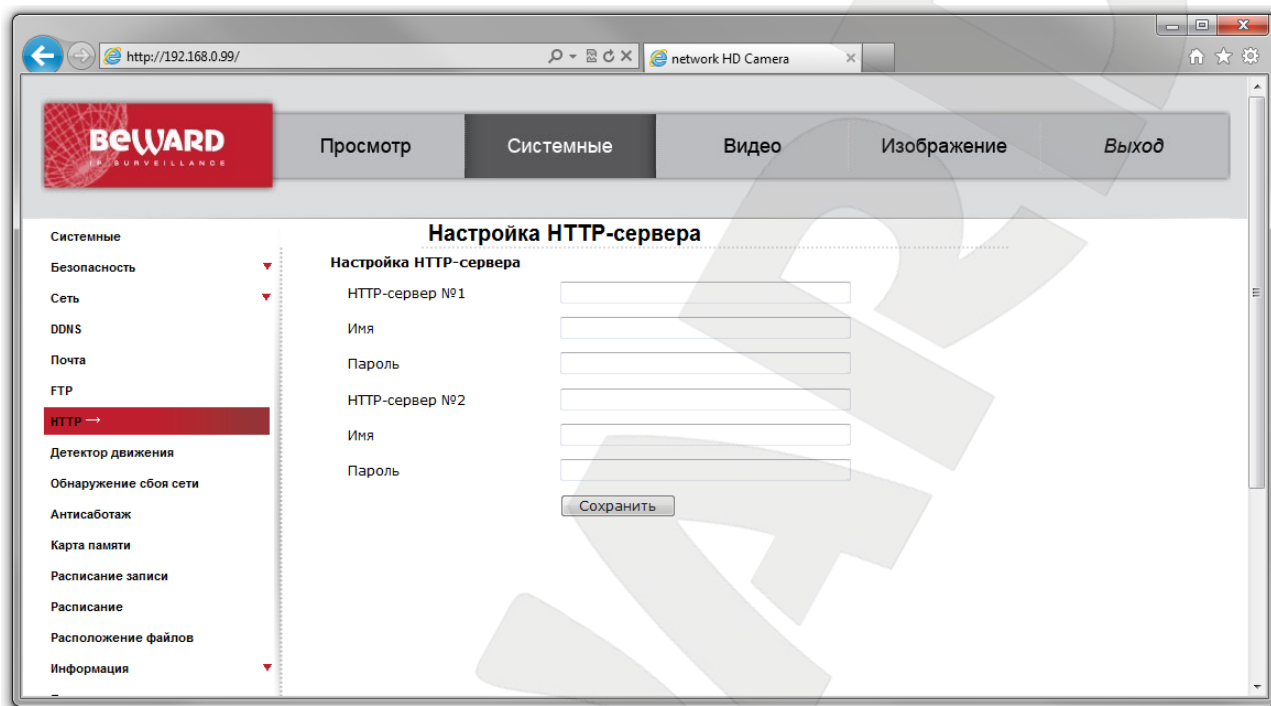 http://192.168.0.99/
network HD Camera
BEWARD
IP SURVEILLANCE
Просмотр
Системные
Видео
Изображение
Выход
Системные
Безопасность
Сеть
DDNS
Почта
FTP
HTTP →
Детектор движения
Обнаружение сбоя сети
Антисаботаж
Карта памяти
Расписание записи
Расписание
Расположение файлов
Информация
Настройка HTTP-сервера
Настройка HTTP-сервера
HTTP-сервер №1
Имя
Пароль
HTTP-сервер №2
Имя
Пароль
Сохранить